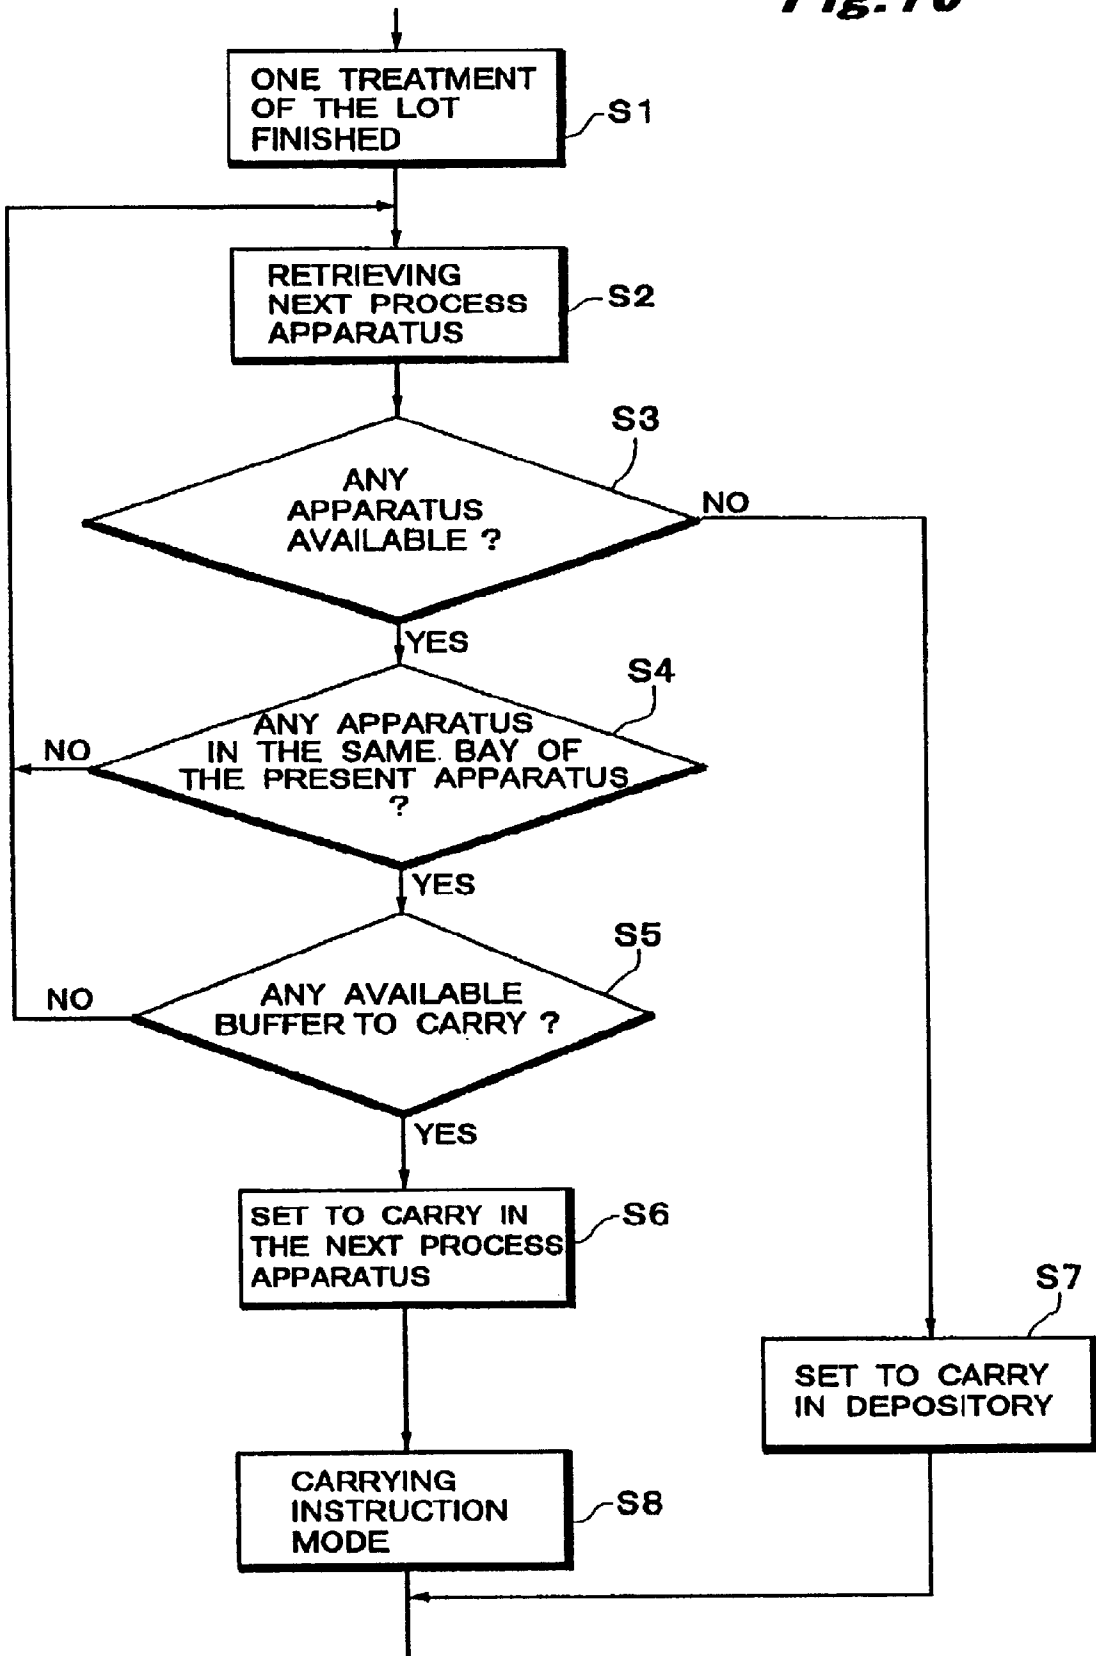 ONE TREATMENT
OF THE LOT
FINISHED
S1
RETRIEVING
NEXT PROCESS
APPARATUS
S2
S3
ANY
APPARATUS
AVAILABLE ?
NO
YES
S4
ANY APPARATUS
IN THE SAME BAY OF
THE PRESENT APPARATUS
?
NO
YES
S5
ANY AVAILABLE
BUFFER TO CARRY ?
NO
YES
SET TO CARRY IN
THE NEXT PROCESS
APPARATUS
S6
S7
SET TO CARRY
IN DEPOSITORY
CARRYING
INSTRUCTION
MODE
S8